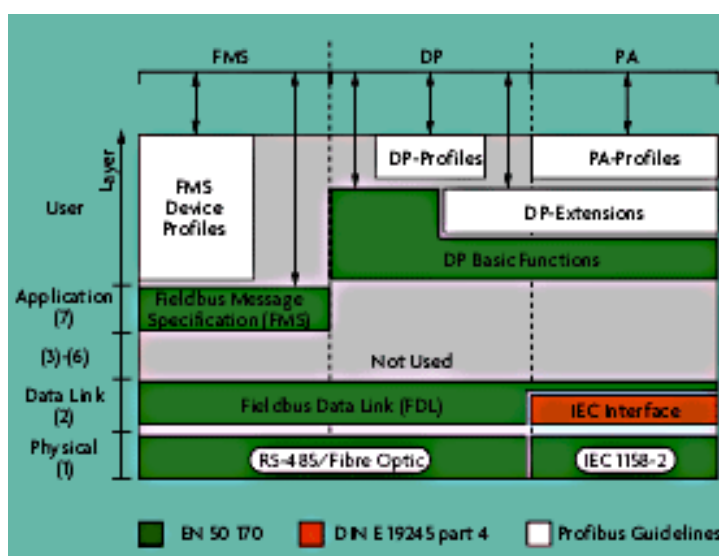 FMS DP PA
Layer
User
FMS
Device
Profiles
DP-Profiles
PA-Profiles
DP-Extensions
DP Basic Functions
Application
(7)
Fieldbus Message
Specification (FMS)
(3)-(6)
Not Used
Data Link
(2)
Fieldbus Data Link (FDL)
IEC Interface
Physical
(1)
RS-485/Fibre Optic
IEC 1158-2
EN 50 170
DIN E 19245 part 4
Profibus Guidelines